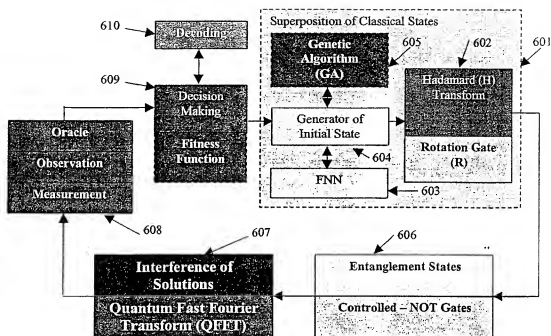 Superposition of Classical States
610
Decoding
609
Decision
Making
Fitness
Function
Genetic
Algorithm
(GA)
605
602
601
Hadamard (H)
Transform
Rotation Gate
(R)
Generator of
Initial State
604
FNN
603
Oracle
Observation
Measurement
608
607
Interference of
Solutions
Quantum Fast Fourier
Transform (QFFT)
606
Entanglement States
Controlled – NOT Gates